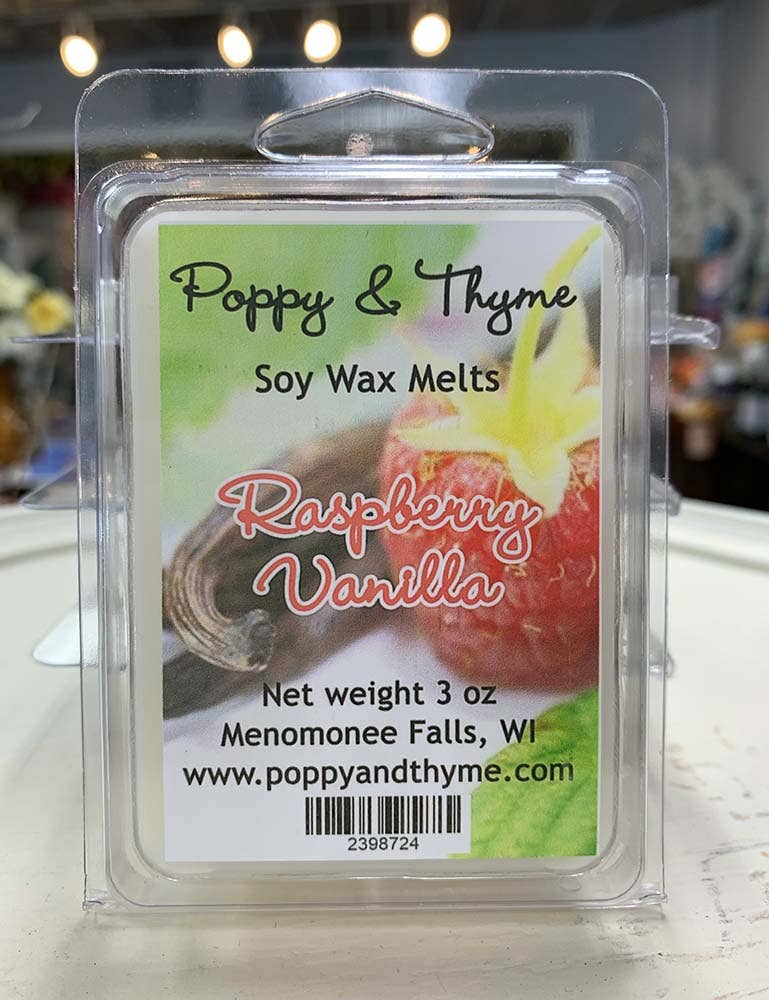 Poppy & Thyme
Soy Wax Melts
Raspberry
Vanilla
Net weight 3 oz
Menomonee Falls, WI
www.poppyandthyme.com
2398724